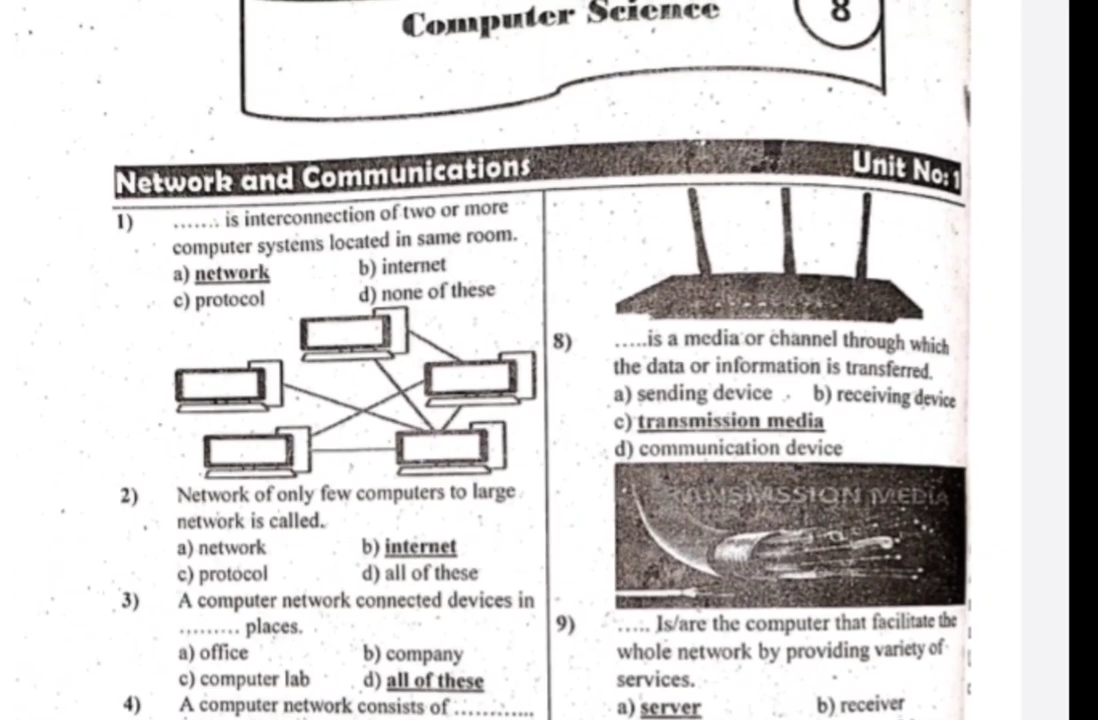 Computer Science
8
Network and Communications
Unit No: 1
1) ....... is interconnection of two or more
computer systems located in same room.
a) network b) internet
c) protocol d) none of these
2) Network of only few computers to large
network is called.
a) network b) internet
c) protocol d) all of these
3) A computer network connected devices in
......... places.
a) office b) company
c) computer lab d) all of these
4) A computer network consists of ............
8) .....is a media or channel through which
the data or information is transferred.
a) sending device b) receiving device
c) transmission media
d) communication device
TRANSMISSION MEDIA
9) ..... Is/are the computer that facilitate the
whole network by providing variety of
services.
a) server b) receiver